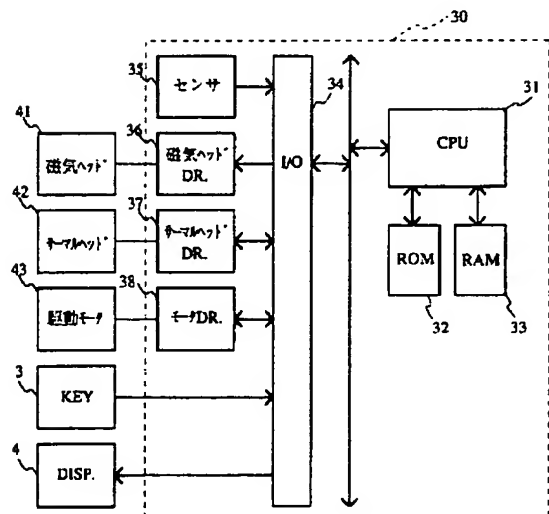 30
35
センサ
34
31
CPU
41
磁気ヘッド
36
磁気ヘッド
DR.
I/O
42
サーマルヘッド
37
サーマルヘッド
DR.
ROM
32
RAM
33
43
駆動モータ
38
モータDR.
3
KEY
4
DISP.